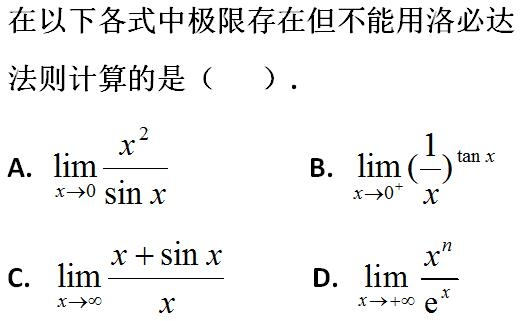 在以下各式中极限存在但不能用洛必达
法则计算的是（　　）.
A. lim_{x→0} x²/sin x　　B. lim_{x→0⁺} (1/x)^{tan x}
C. lim_{x→∞} (x + sin x)/x　　D. lim_{x→+∞} xⁿ/eˣ